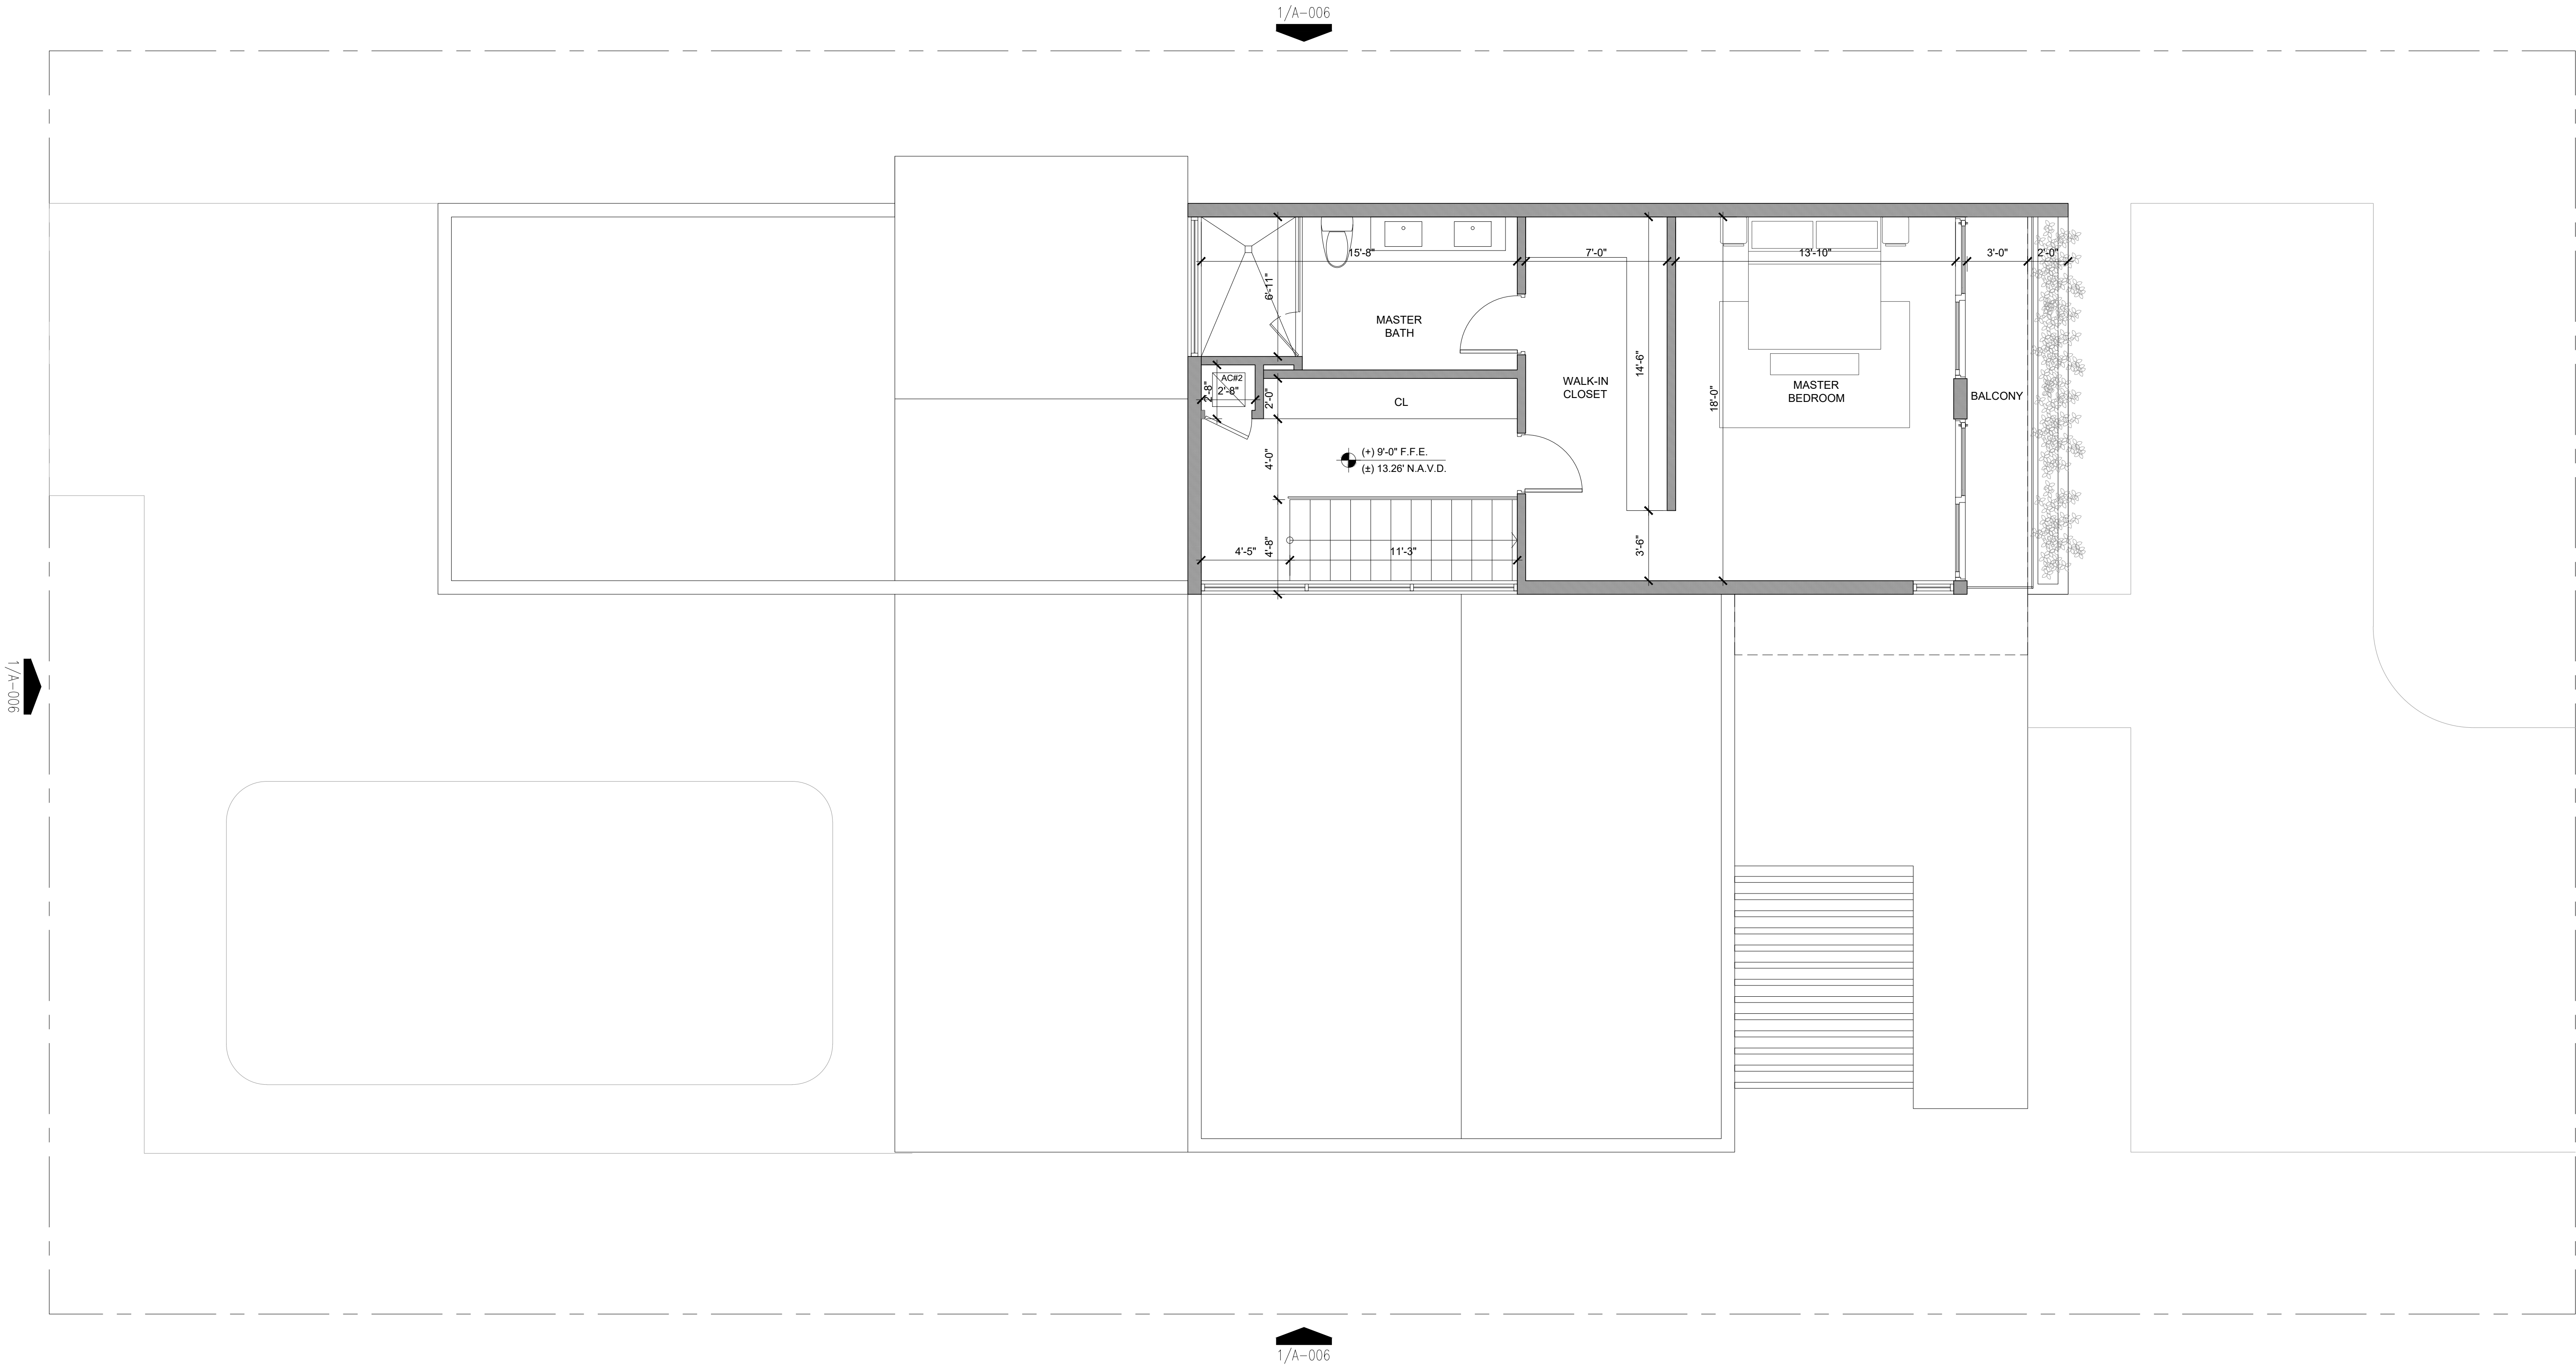 1/A-006
15'-8"
7'-0"
13'-10"
3'-0"
2'-0"
6'-11"
MASTER
BATH
14'-6"
AC#2
2'-8"
2'-8"
2'-0"
CL
WALK-IN
CLOSET
18'-0"
MASTER
BEDROOM
BALCONY
4'-0"
(+) 9'-0" F.F.E.
(±) 13.26' N.A.V.D.
4'-5"
4'-8"
11'-3"
3'-6"
1/A-006
1/A-006